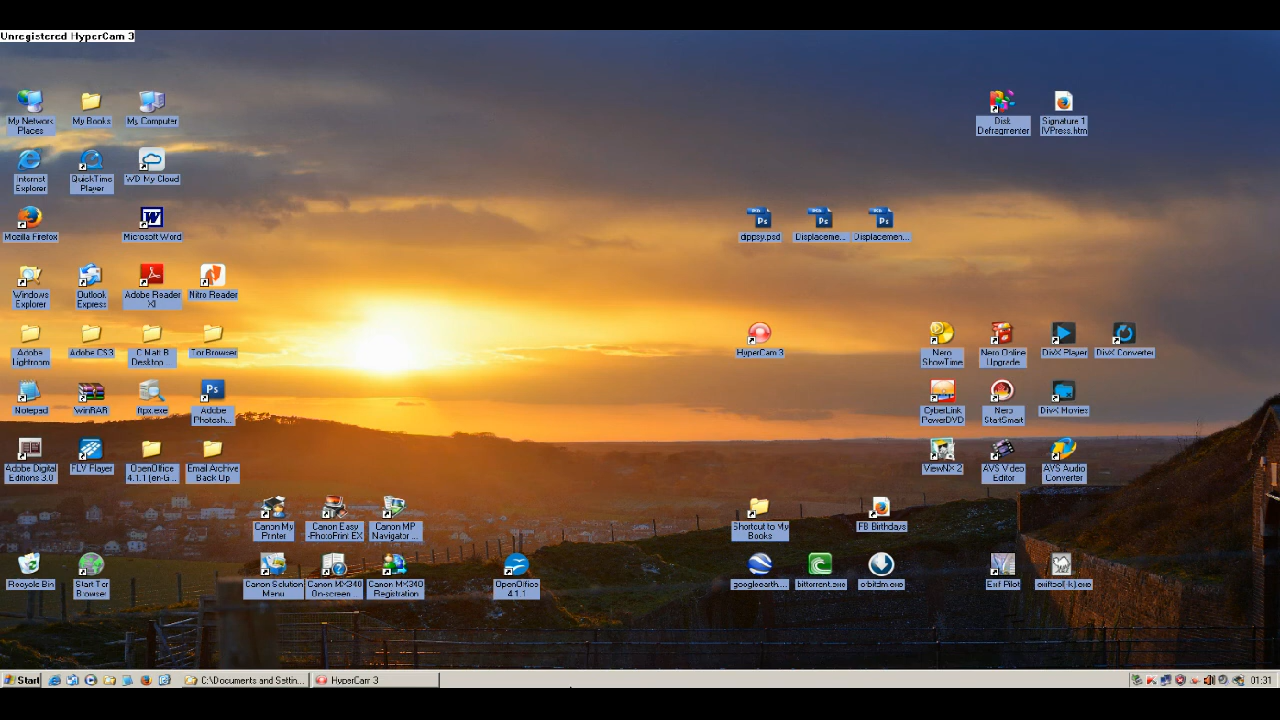 Unregistered HyperCam 3
My Network
Places
My Books
My Computer
Disk
Defragmenter
Signature 1
IVPress.htm
Internet
Explorer
QuickTime
Player
WD My Cloud
Mozilla Firefox
Microsoft Word
dippsy.psd
Displaceme...
Displacemen...
Windows
Explorer
Outlook
Express
Adobe Reader
XI
Nitro Reader
Adobe
Lightroom
Adobe CS3
C Matt B
Desktop ...
Tor Browser
HyperCam 3
Nero
ShowTime
Nero Online
Upgrade
DivX Player
DivX Converter
Notepad
WinRAR
ftpx.exe
Adobe
Photosh...
CyberLink
PowerDVD
Nero
StartSmart
DivX Movies
Adobe Digital
Editions 3.0
FLV Player
OpenOffice
4.1.1 (en-G...
Email Archive
Back Up
ViewNX 2
AVS Video
Editor
AVS Audio
Converter
Canon My
Printer
Canon Easy
-PhotoPrint EX
Canon MP
Navigator ...
Shortcut to My
Books
FB Birthdays
Recycle Bin
Start Tor
Browser
Canon Solution
Menu
Canon MX340
On-screen ...
Canon MX340
Registration
OpenOffice
4.1.1
googleearth....
bittorrent.exe
orbitdm.exe
Exif Pilot
exiftool(-k).exe
Start
C:\Documents and Settin...
HyperCam 3
01:31